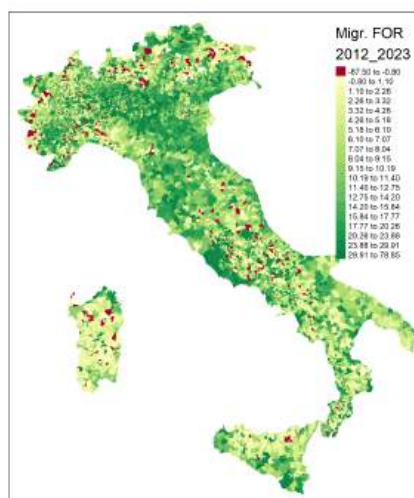 Migr. FOR
2012_2023
-67.50 to -0.80
-0.80 to 1.10
1.10 to 2.26
2.26 to 3.32
3.32 to 4.26
4.26 to 5.18
5.18 to 6.10
6.10 to 7.07
7.07 to 8.04
8.04 to 9.15
9.15 to 10.19
10.19 to 11.40
11.40 to 12.75
12.75 to 14.20
14.20 to 15.84
15.84 to 17.77
17.77 to 20.26
20.26 to 23.88
23.88 to 29.91
29.91 to 78.85